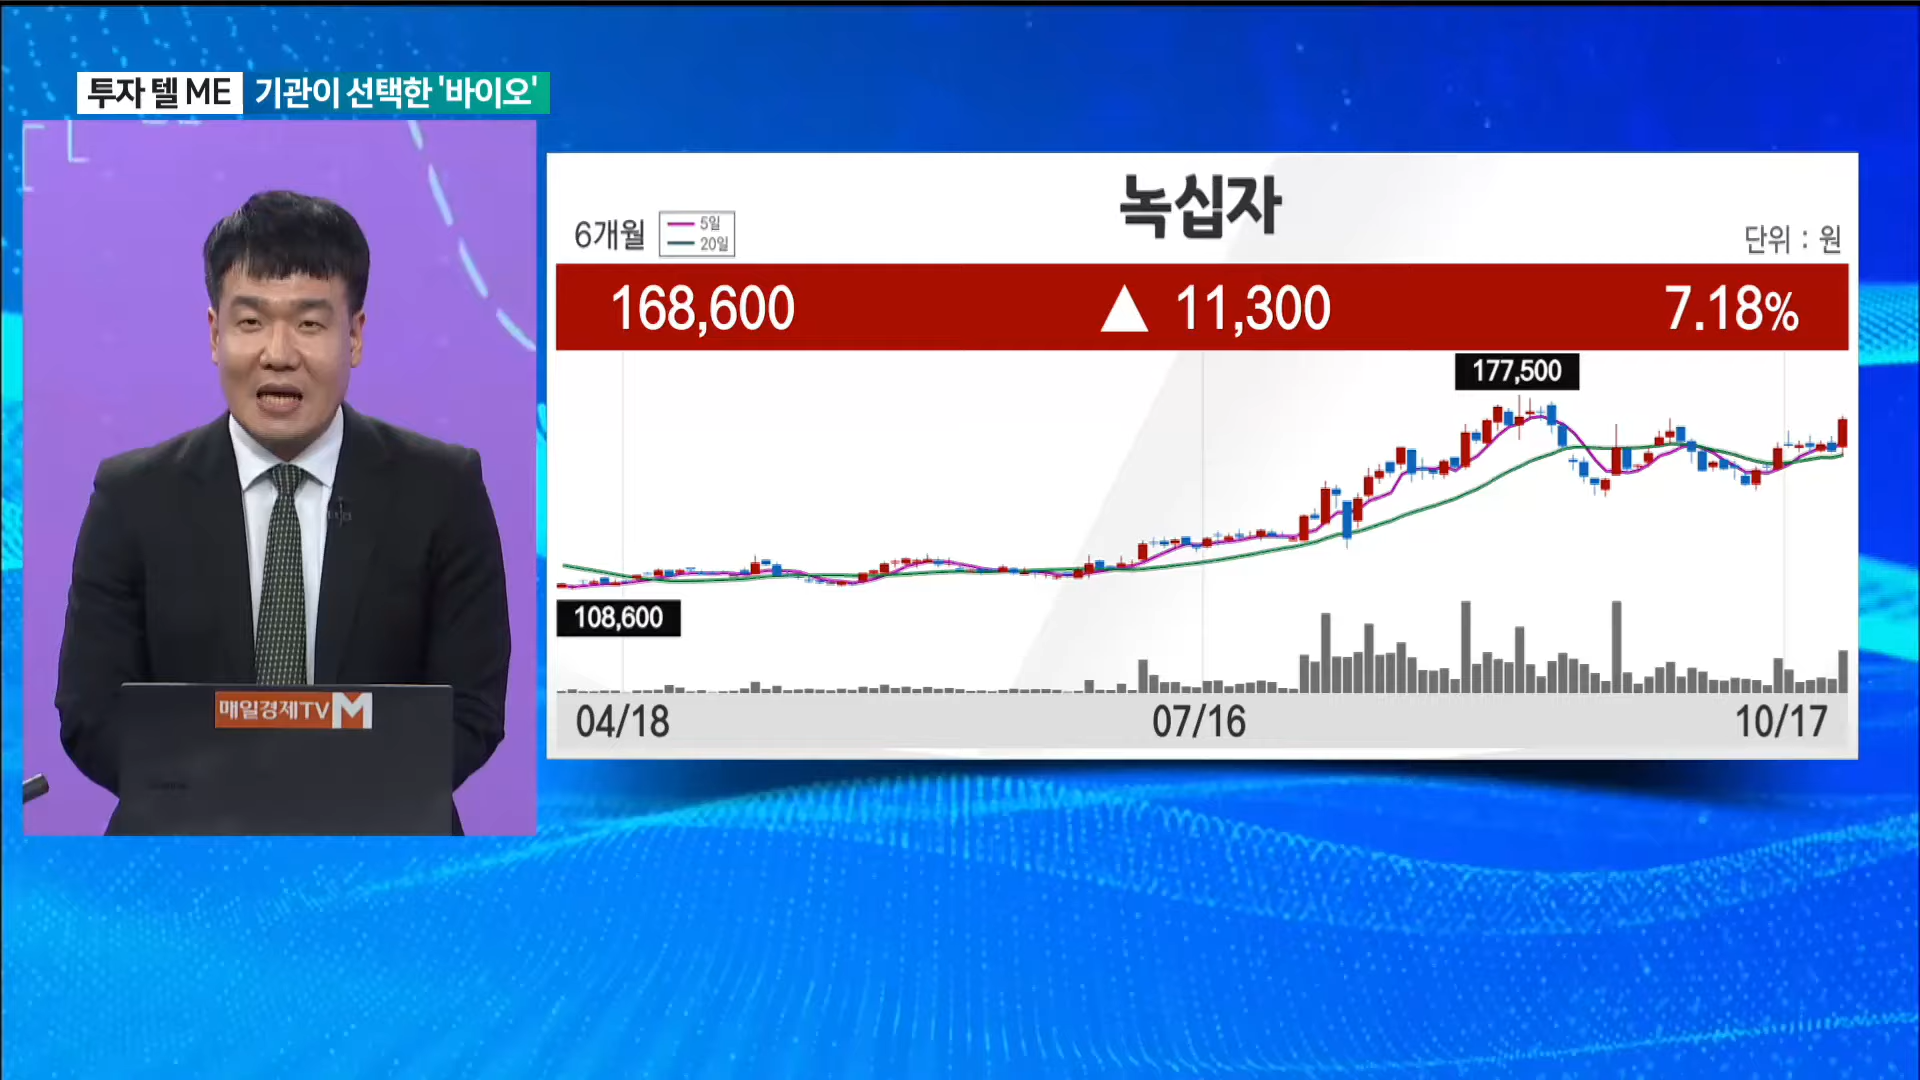 투자 텔 ME 기관이 선택한 '바이오'
녹십자
6개월
5일
20일
단위 : 원
168,600 ▲ 11,300 7.18%
177,500
108,600
04/18 07/16 10/17
매일경제TV M